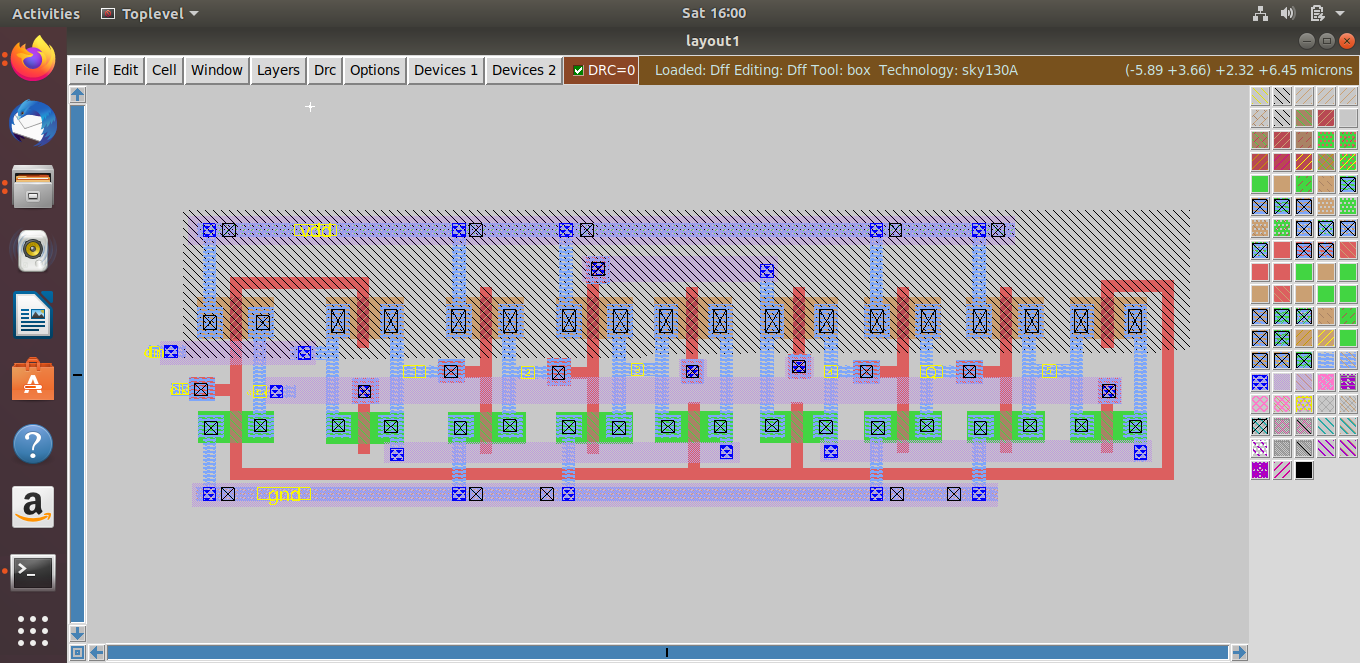 Activities Toplevel Sat 16:00
layout1
File Edit Cell Window Layers Drc Options Devices 1 Devices 2 DRC=0 Loaded: Dff Editing: Dff Tool: box Technology: sky130A (-5.89 +3.66) +2.32 +6.45 microns
vdd
Q
gnd